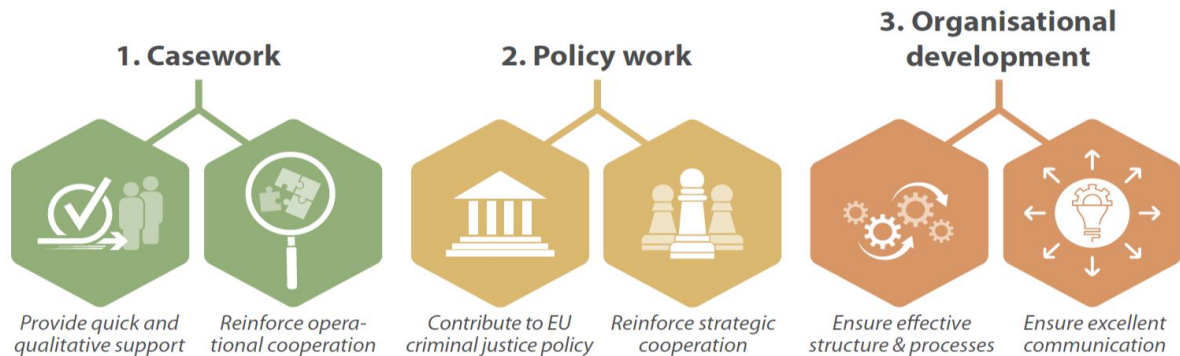 1. Casework
Provide quick and
qualitative support
Reinforce opera-
tional cooperation
2. Policy work
Contribute to EU
criminal justice policy
Reinforce strategic
cooperation
3. Organisational
development
Ensure effective
structure & processes
Ensure excellent
communication